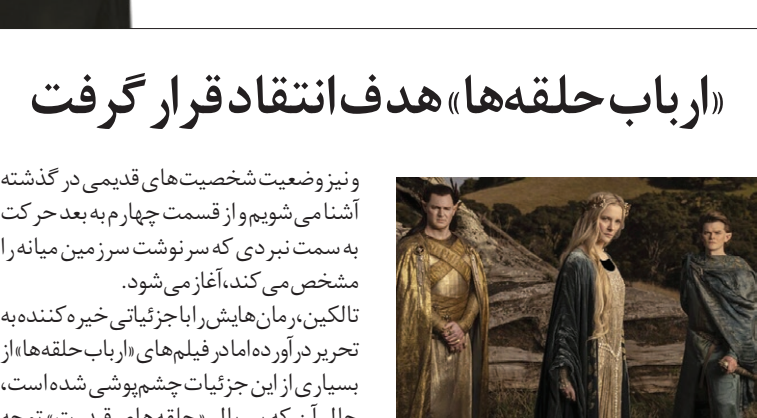 «ارباب حلقه‌ها» هدف انتقاد قرار گرفت
و نیز وضعیت شخصیت‌های قدیمی در گذشته
آشنا می‌شویم و از قسمت چهارم به بعد حرکت
به سمت نبردی که سرنوشت سرزمین میانه را
مشخص می‌کند، آغاز می‌شود.
تالکین، رمان‌هایش را با جزئیاتی خیره‌کننده به
تحریر درآورده اما در فیلم‌های «ارباب حلقه‌ها» از
بسیاری از این جزئیات چشم‌پوشی شده است،